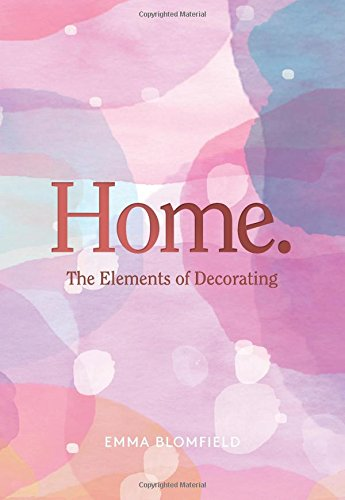 Copyrighted Material
Home.
The Elements of Decorating
EMMA BLOMFIELD
Copyrighted Material